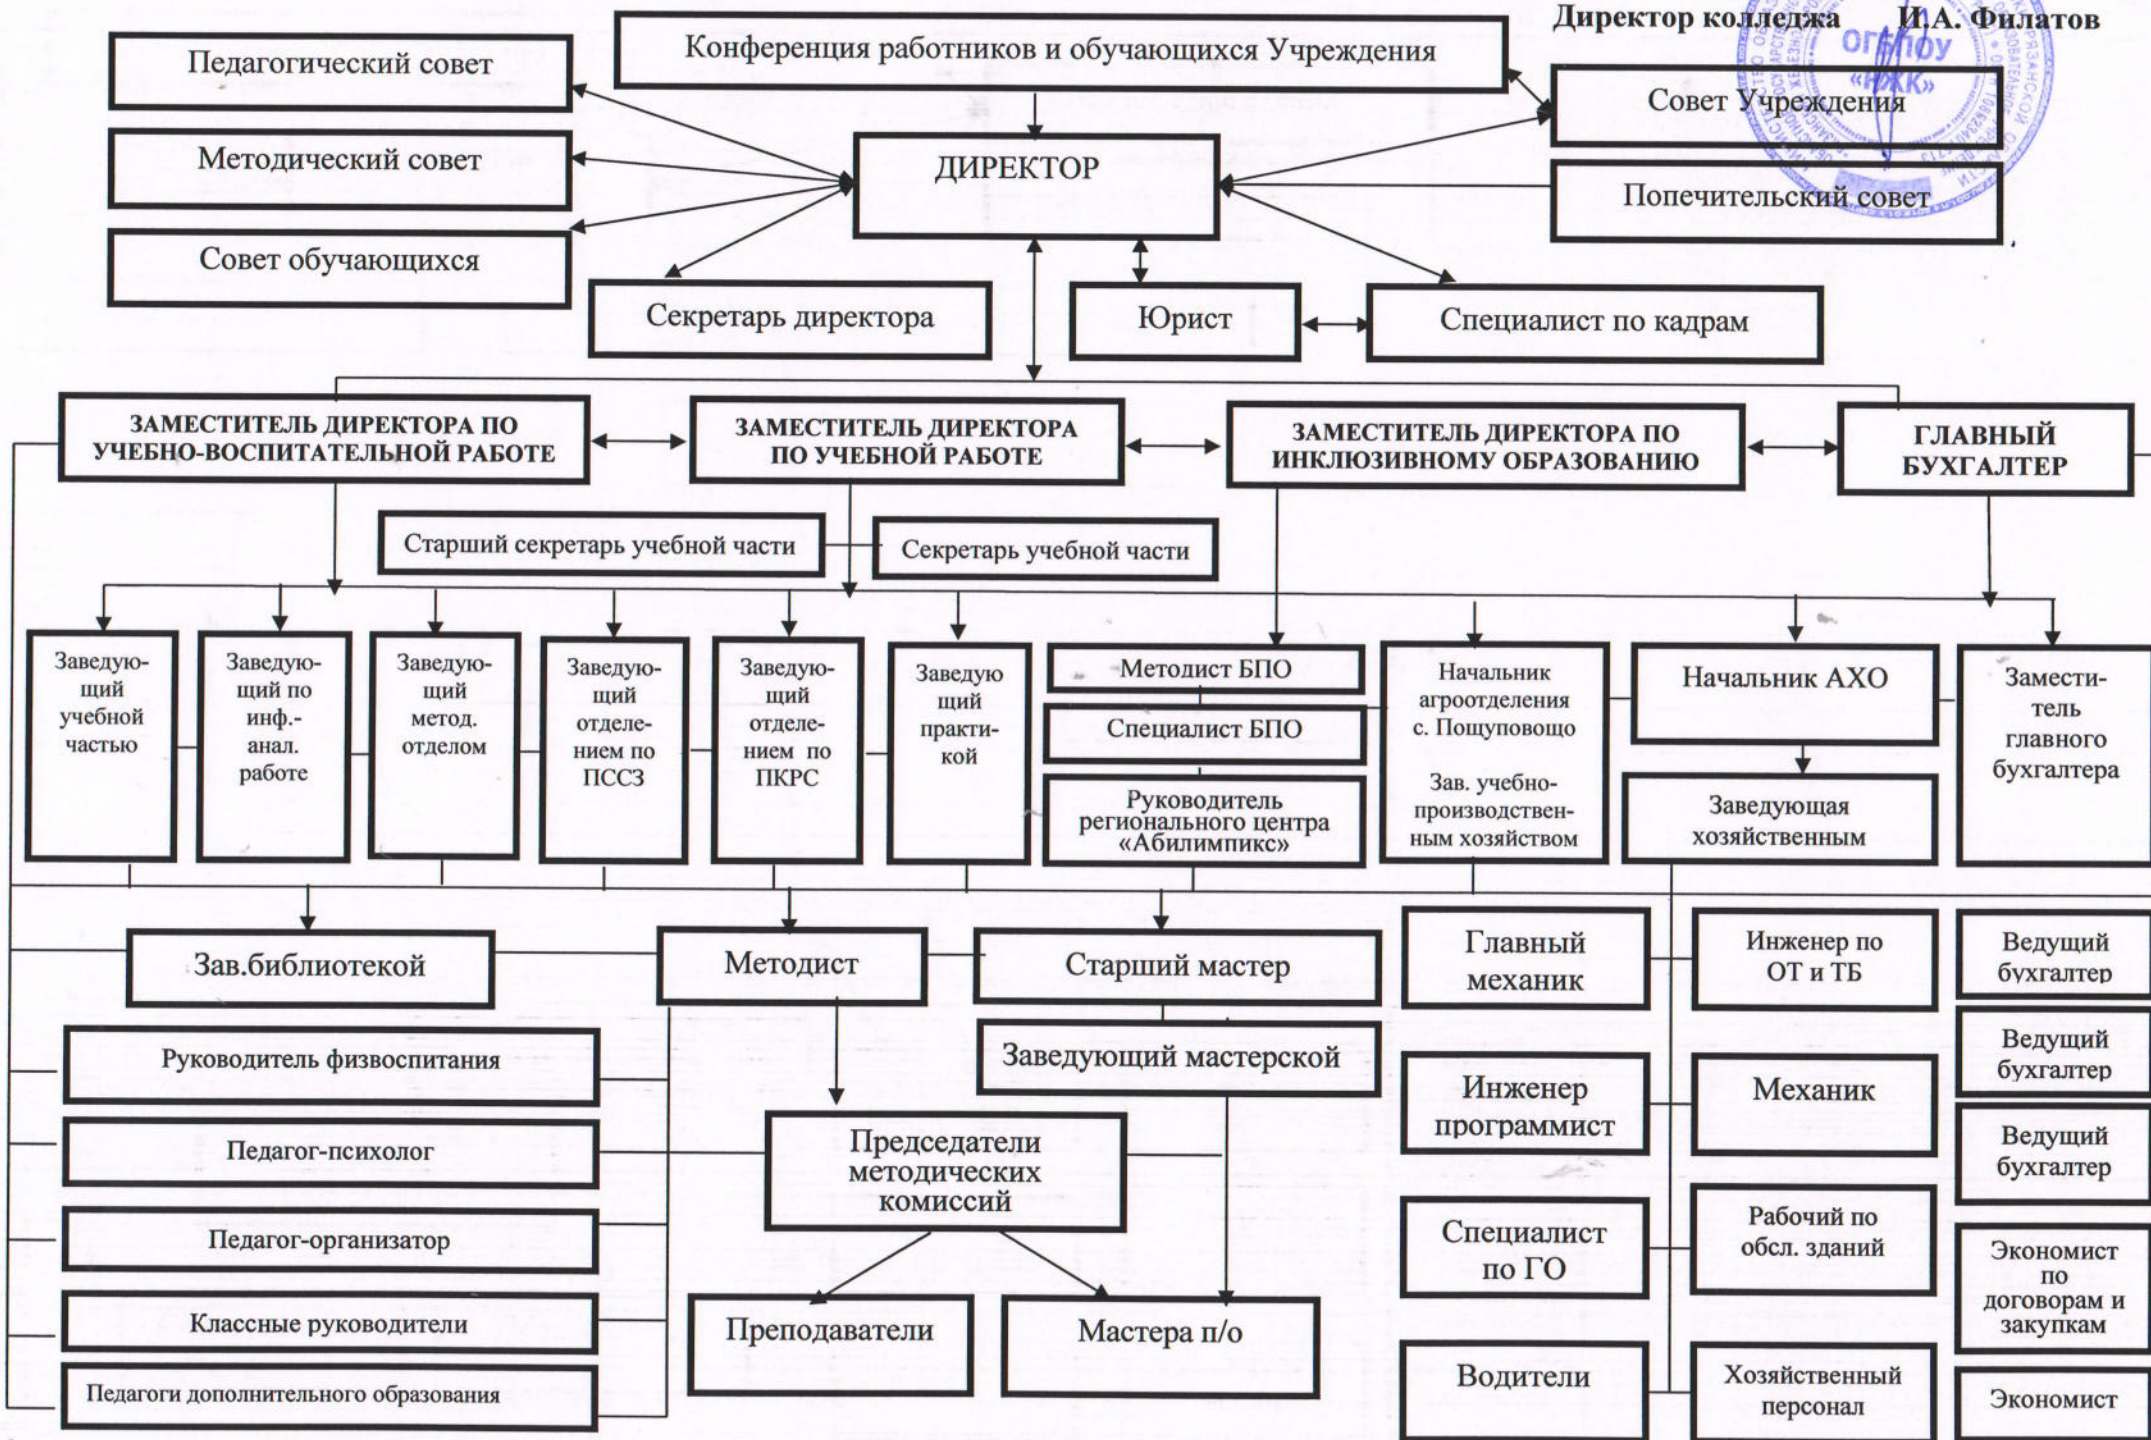 Директор колледжа И.А. Филатов
ОГБПОУ
«РЖК»
Конференция работников и обучающихся Учреждения
Педагогический совет
Совет Учреждения
Методический совет
ДИРЕКТОР
Попечительский совет
Совет обучающихся
Секретарь директора
Юрист
Специалист по кадрам
ЗАМЕСТИТЕЛЬ ДИРЕКТОРА ПО
УЧЕБНО-ВОСПИТАТЕЛЬНОЙ РАБОТЕ
ЗАМЕСТИТЕЛЬ ДИРЕКТОРА
ПО УЧЕБНОЙ РАБОТЕ
ЗАМЕСТИТЕЛЬ ДИРЕКТОРА ПО
ИНКЛЮЗИВНОМУ ОБРАЗОВАНИЮ
ГЛАВНЫЙ
БУХГАЛТЕР
Старший секретарь учебной части
Секретарь учебной части
Заведую-
щий
учебной
частью
Заведую-
щий по
инф.-
анал.
работе
Заведую-
щий
метод.
отделом
Заведую-
щий
отделе-
нием по
ПССЗ
Заведую-
щий
отделе-
нием по
ПКРС
Заведую
щий
практи-
кой
Методист БПО
Специалист БПО
Руководитель
регионального центра
«Абилимпикс»
Начальник
агроотделения
с. Пощуповощо
Зав. учебно-
производствен-
ным хозяйством
Начальник АХО
Заведующая
хозяйственным
Замести-
тель
главного
бухгалтера
Зав.библиотекой
Методист
Старший мастер
Заведующий мастерской
Руководитель физвоспитания
Педагог-психолог
Педагог-организатор
Классные руководители
Педагоги дополнительного образования
Председатели
методических
комиссий
Преподаватели
Мастера п/о
Главный
механик
Инженер по
ОТ и ТБ
Ведущий
бухгалтер
Инженер
программист
Механик
Ведущий
бухгалтер
Ведущий
бухгалтер
Специалист
по ГО
Рабочий по
обсл. зданий
Экономист
по
договорам и
закупкам
Водители
Хозяйственный
персонал
Экономист